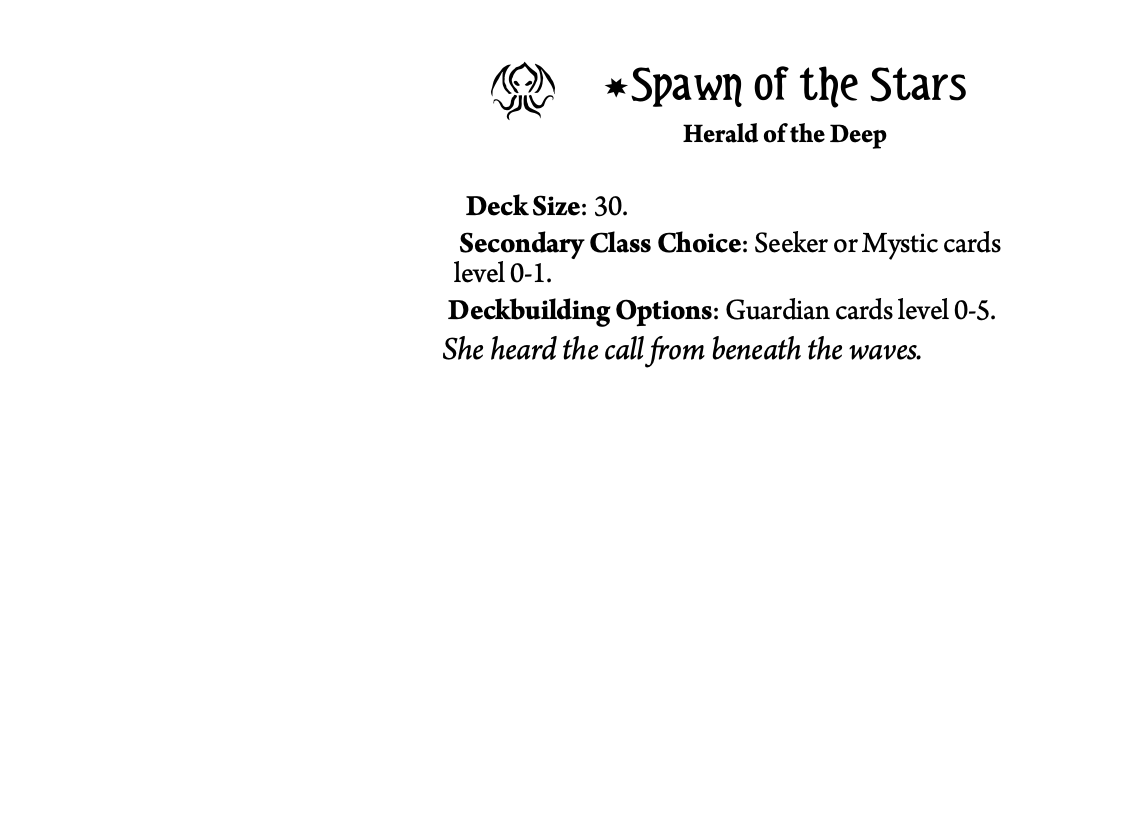 ✷Spawn of the Stars
Herald of the Deep
Deck Size: 30.
Secondary Class Choice: Seeker or Mystic cards
level 0-1.
Deckbuilding Options: Guardian cards level 0-5.
She heard the call from beneath the waves.